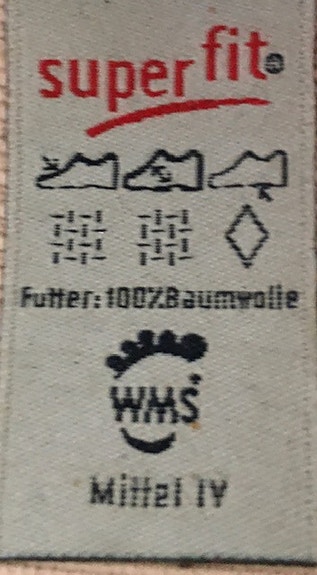 superfit®
Futter: 100% Baumwolle
WMS
Mittel IV